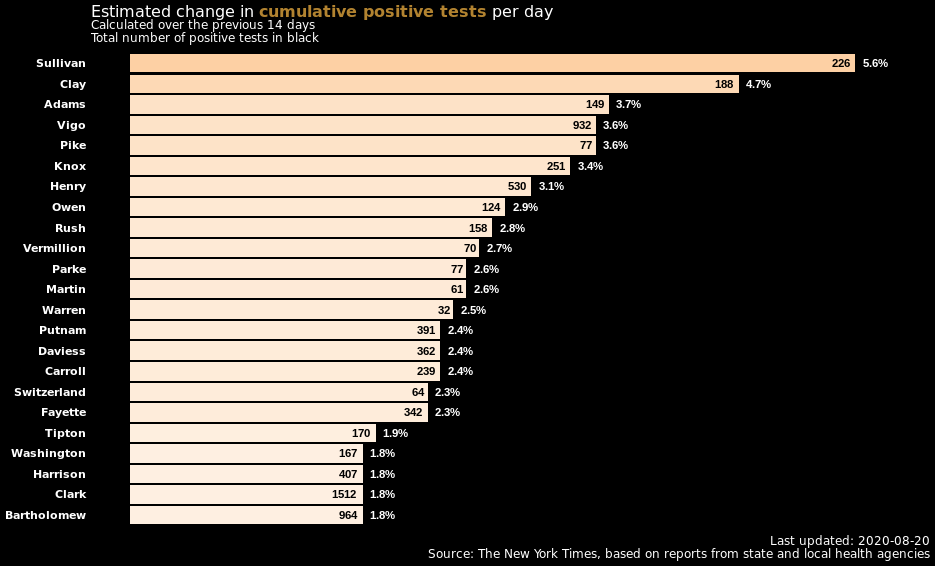 Estimated change in cumulative positive tests per day
Calculated over the previous 14 days
Total number of positive tests in black
Sullivan 226 5.6%
Clay 188 4.7%
Adams 149 3.7%
Vigo 932 3.6%
Pike 77 3.6%
Knox 251 3.4%
Henry 530 3.1%
Owen 124 2.9%
Rush 158 2.8%
Vermillion 70 2.7%
Parke 77 2.6%
Martin 61 2.6%
Warren 32 2.5%
Putnam 391 2.4%
Daviess 362 2.4%
Carroll 239 2.4%
Switzerland 64 2.3%
Fayette 342 2.3%
Tipton 170 1.9%
Washington 167 1.8%
Harrison 407 1.8%
Clark 1512 1.8%
Bartholomew 964 1.8%
Last updated: 2020-08-20
Source: The New York Times, based on reports from state and local health agencies